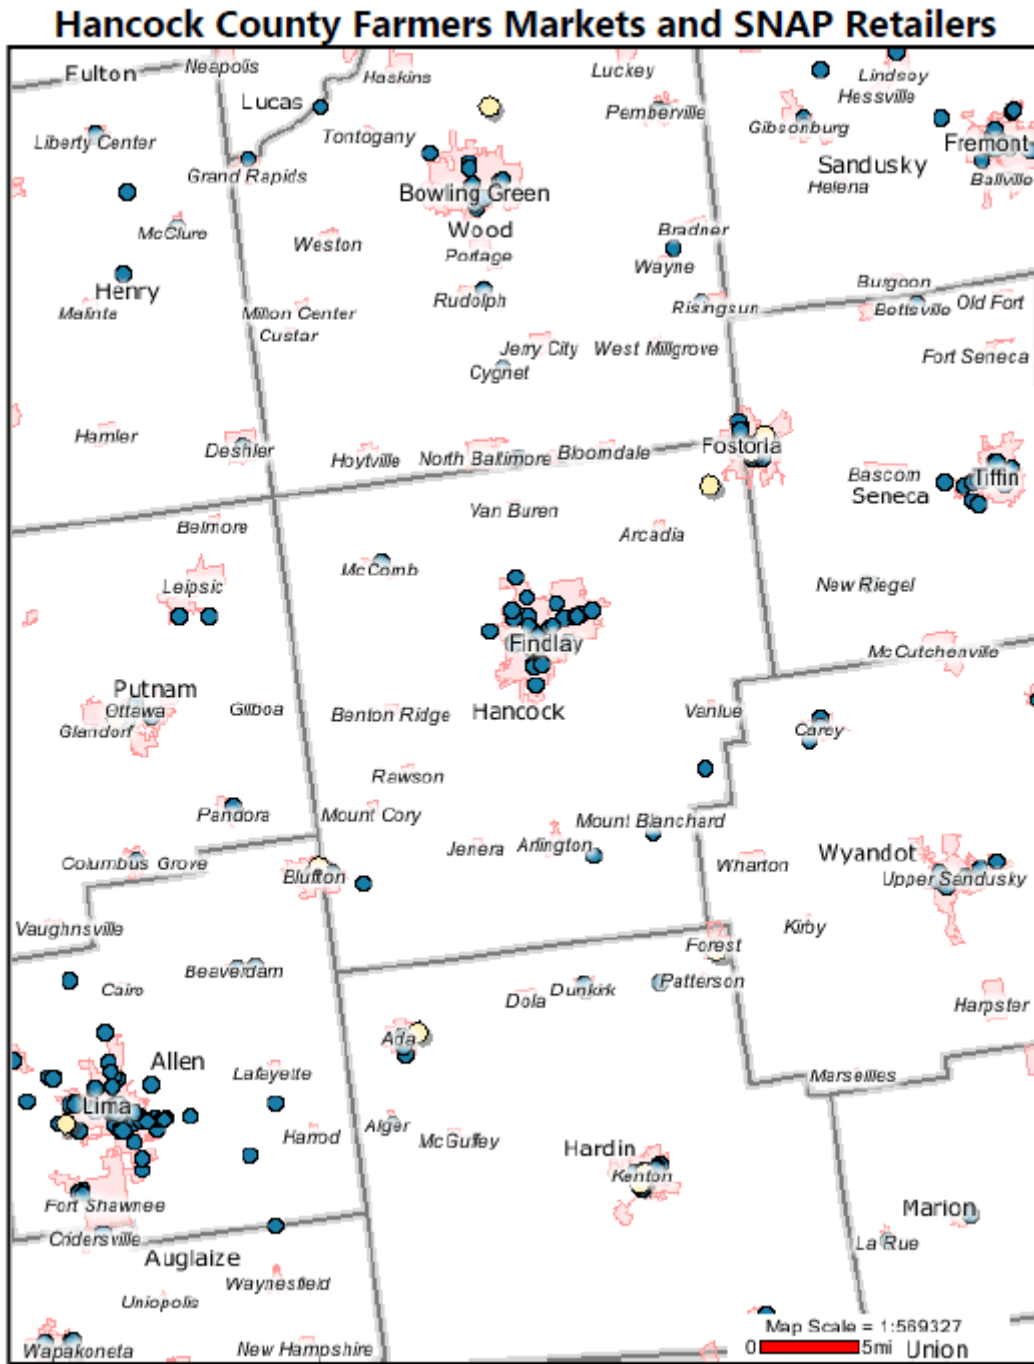 Hancock County Farmers Markets and SNAP Retailers
Neapolis
Fulton
Haskins
Luckey
Lindsey
Hessville
Lucas
Pemberville
Gibsonburg
Liberty Center
Tontogany
Fremont
Sandusky
Grand Rapids
Helena
Ballville
Bowling Green
McClure
Weston
Wood
Bradner
Portage
Wayne
Henry
Rudolph
Burgoon
Malinta
Milton Center
Risingsun
Bettsville
Old Fort
Custar
Jerry City
West Millgrove
Fort Seneca
Cygnet
Hamler
Deshler
Hoytville
North Baltimore
Bloomdale
Fostoria
Bascom
Tiffin
Seneca
Van Buren
Belmore
Arcadia
McComb
Leipsic
New Riegel
Findlay
McCutchenville
Putnam
Ottawa
Gilboa
Benton Ridge
Hancock
Vanlue
Glandorf
Carey
Rawson
Pandora
Mount Cory
Mount Blanchard
Jenera
Arlington
Columbus Grove
Wharton
Wyandot
Bluffton
Upper Sandusky
Vaughnsville
Kirby
Forest
Beaverdam
Cairo
Dola
Dunkirk
Patterson
Harpster
Ada
Allen
Lafayette
Marseilles
Lima
Harrod
Alger
McGuffey
Hardin
Kenton
Fort Shawnee
Marion
Cridersville
La Rue
Auglaize
Waynesfield
Uniopolis
Map Scale = 1:569327
Wapakoneta
New Hampshire
0 5mi
Union